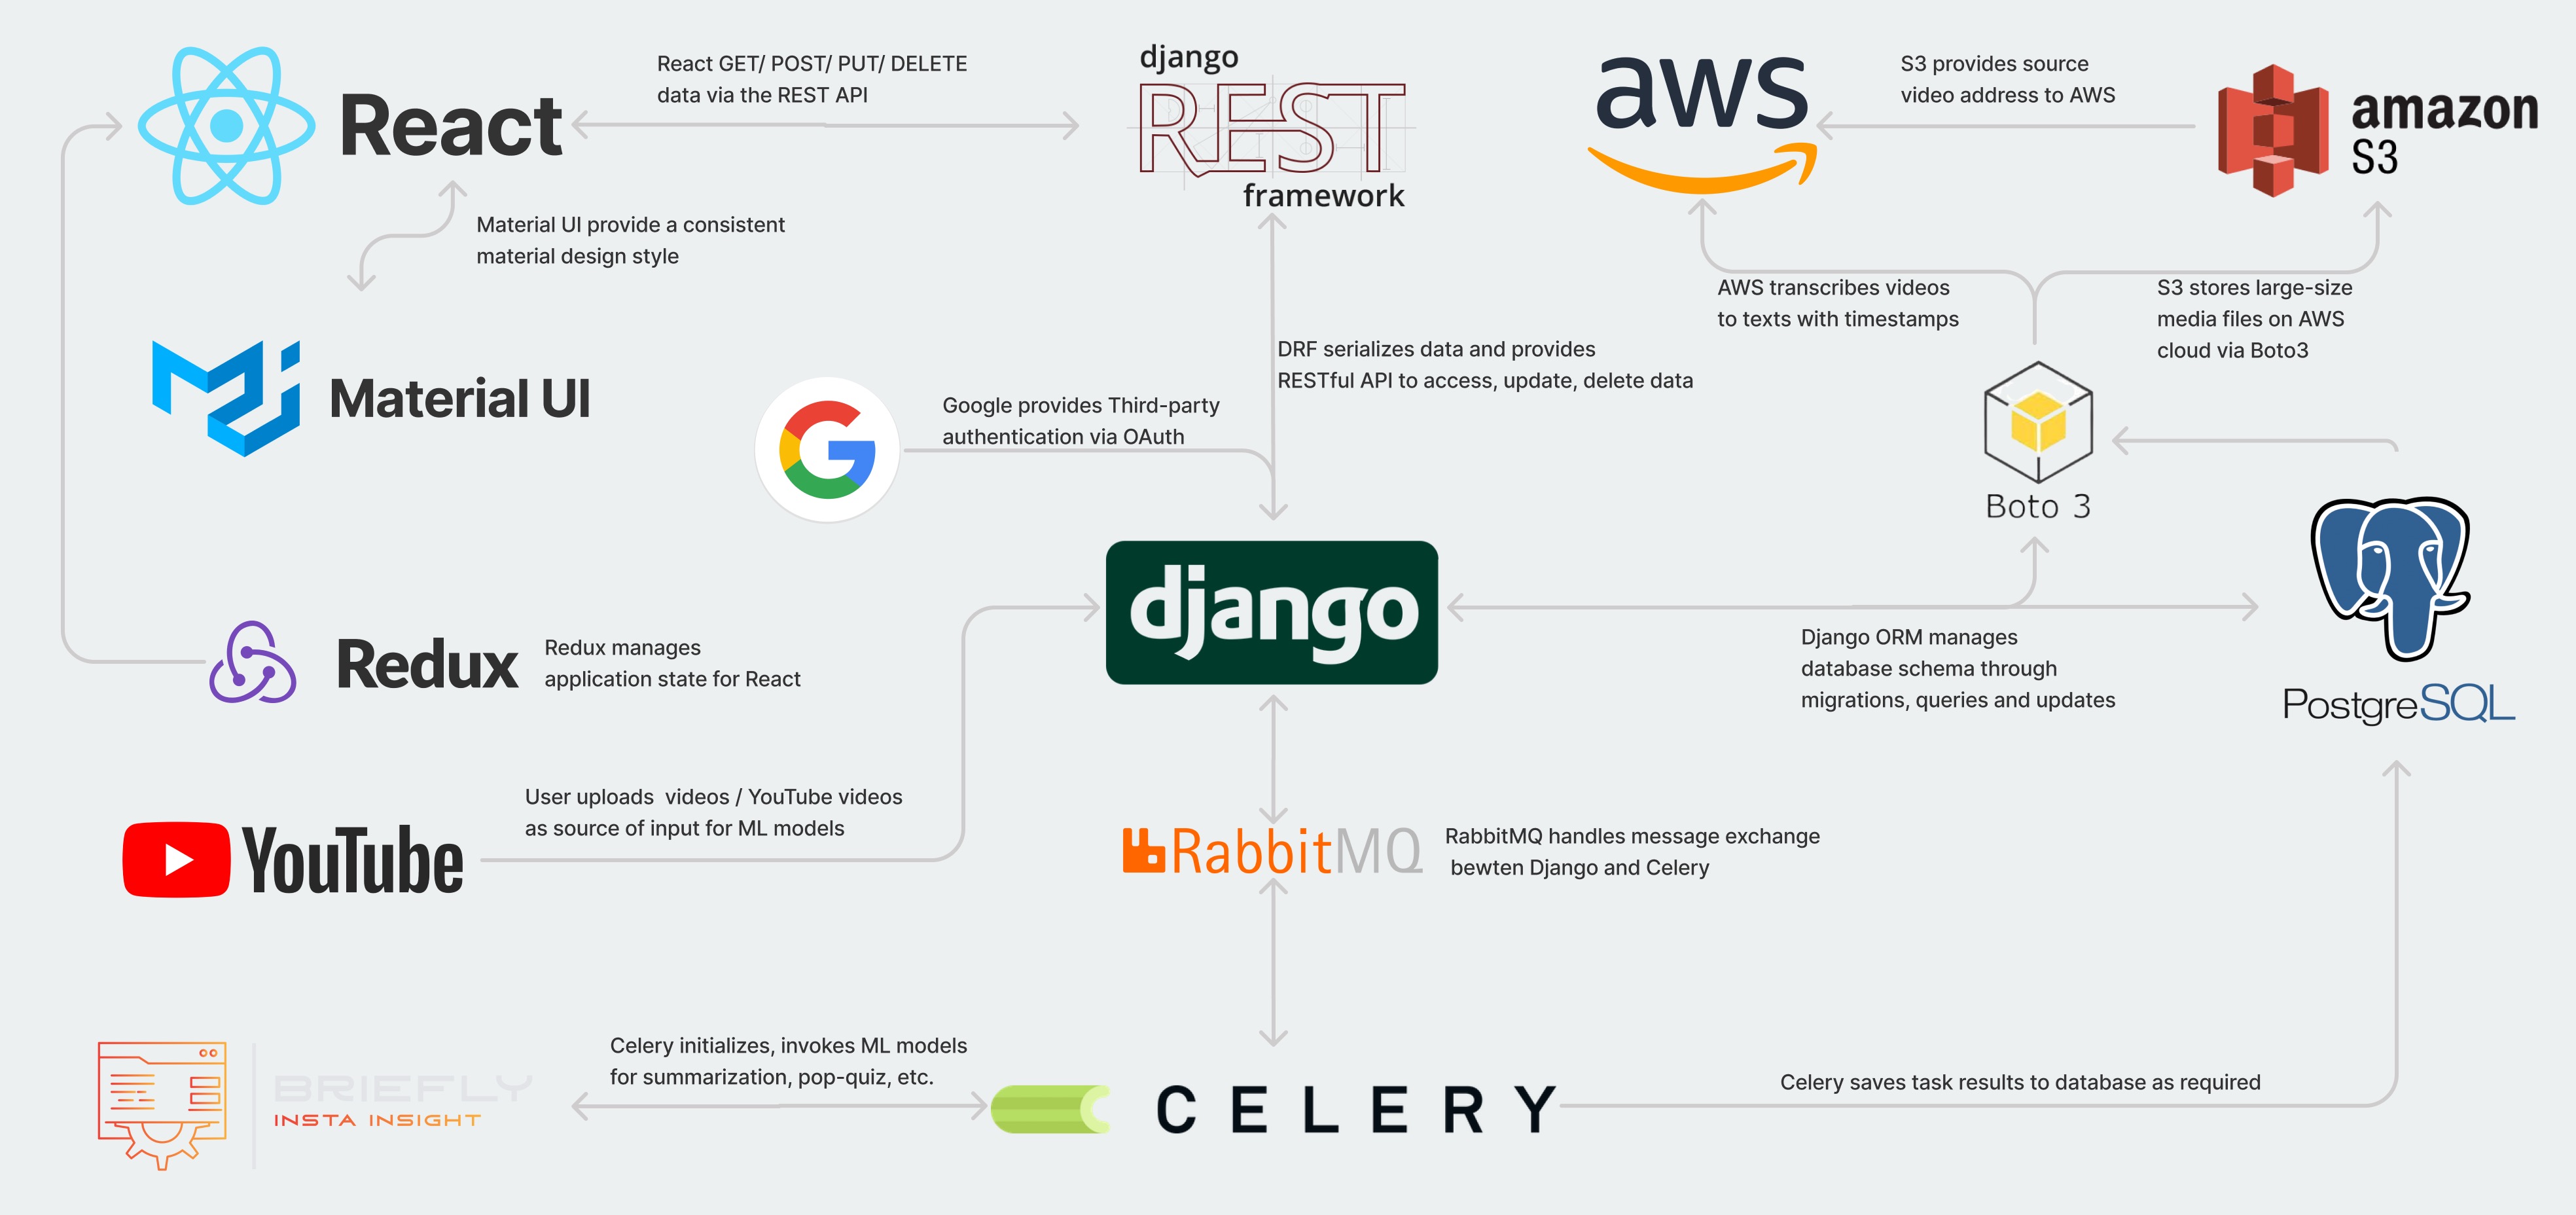 React
React GET/ POST/ PUT/ DELETE
data via the REST API
django
REST
framework
aws
S3 provides source
video address to AWS
amazon
S3
Material UI provide a consistent
material design style
AWS transcribes videos
to texts with timestamps
S3 stores large-size
media files on AWS
cloud via Boto3
DRF serializes data and provides
RESTful API to access, update, delete data
Material UI
Google provides Third-party
authentication via OAuth
Boto 3
django
Redux
Redux manages
application state for React
Django ORM manages
database schema through
migrations, queries and updates
PostgreSQL
User uploads  videos / YouTube videos
as source of input for ML models
YouTube
RabbitMQ
RabbitMQ handles message exchange
bewten Django and Celery
BRIEFLY
INSTA INSIGHT
Celery initializes, invokes ML models
for summarization, pop-quiz, etc.
CELERY
Celery saves task results to database as required